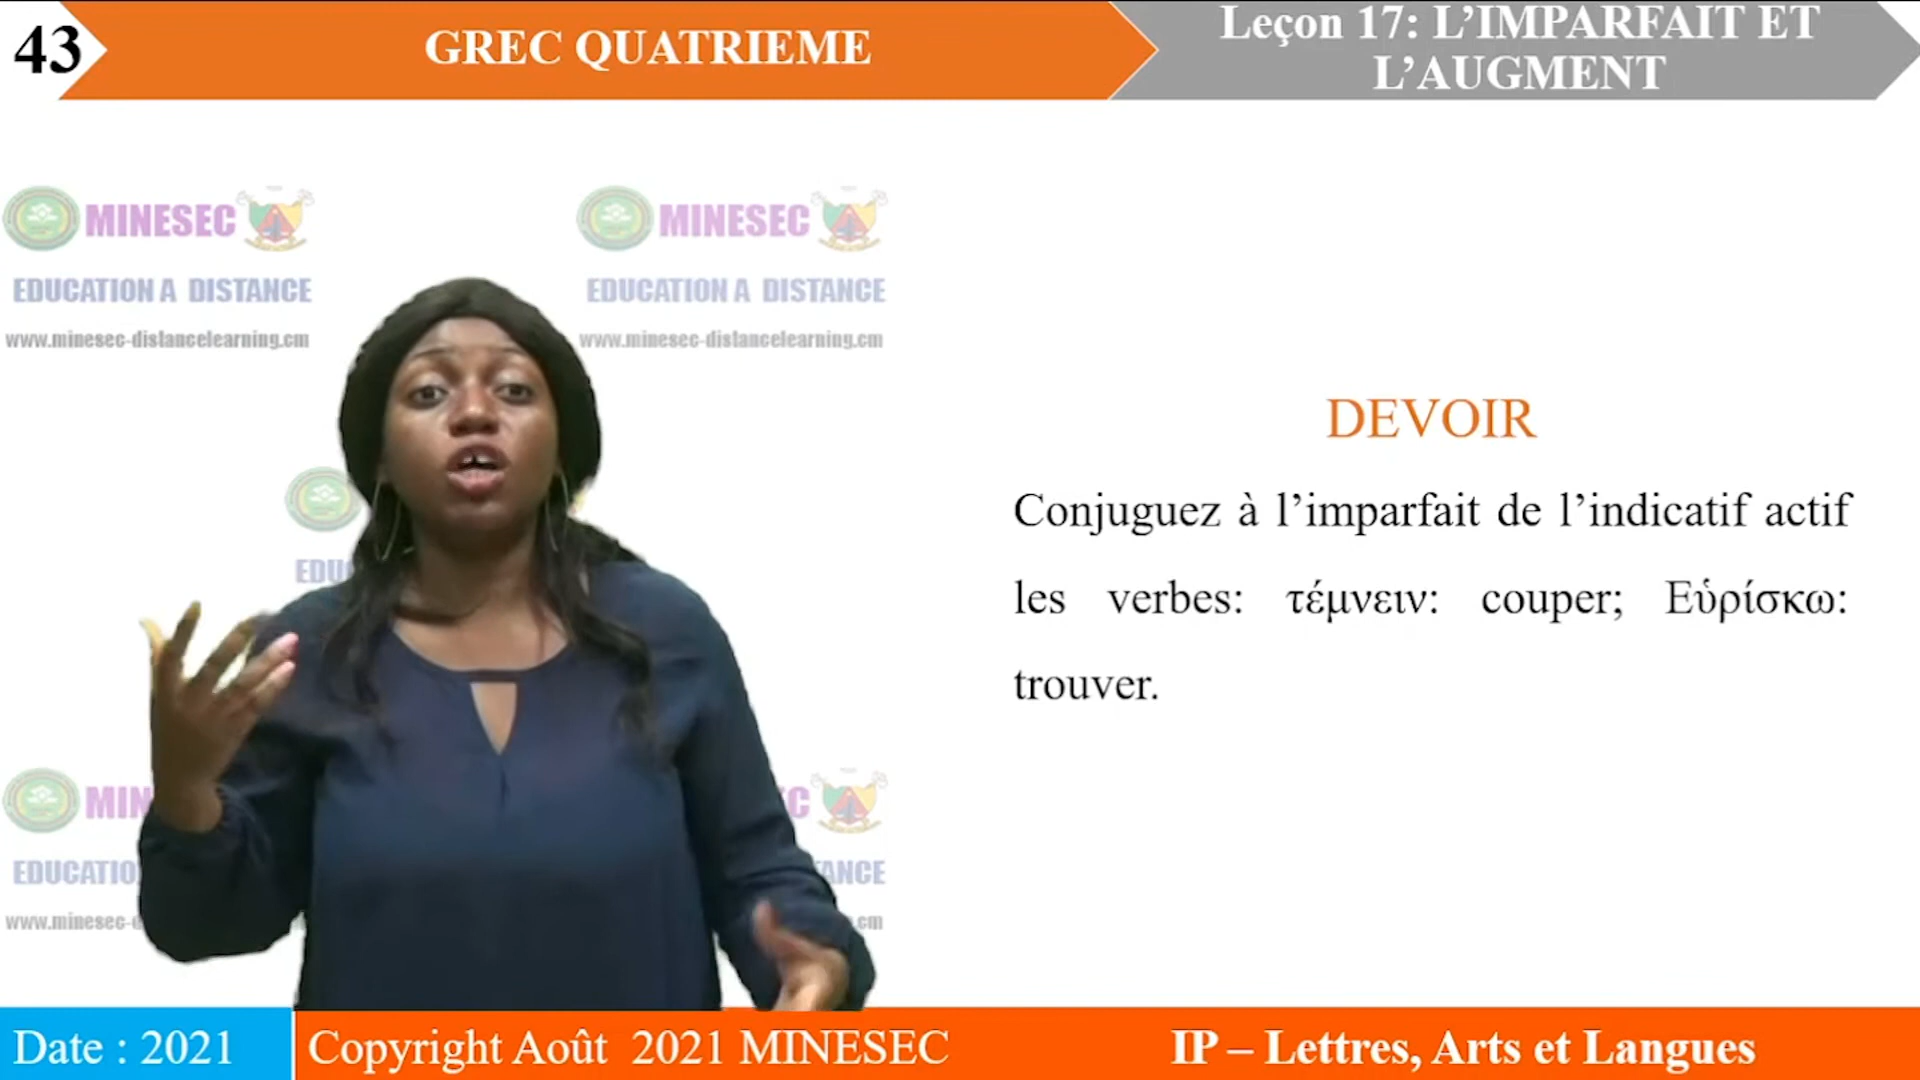 43
GREC QUATRIEME
Leçon 17: L’IMPARFAIT ET
L’AUGMENT
MINESEC
MINESEC
EDUCATION A DISTANCE
EDUCATION A DISTANCE
www.minesec-distancelearning.cm
www.minesec-distancelearning.cm
DEVOIR
Conjuguez à l’imparfait de l’indicatif actif
les verbes: τέμνειν: couper; Εὑρίσκω:
trouver.
Date : 2021
Copyright Août 2021 MINESEC
IP – Lettres, Arts et Langues